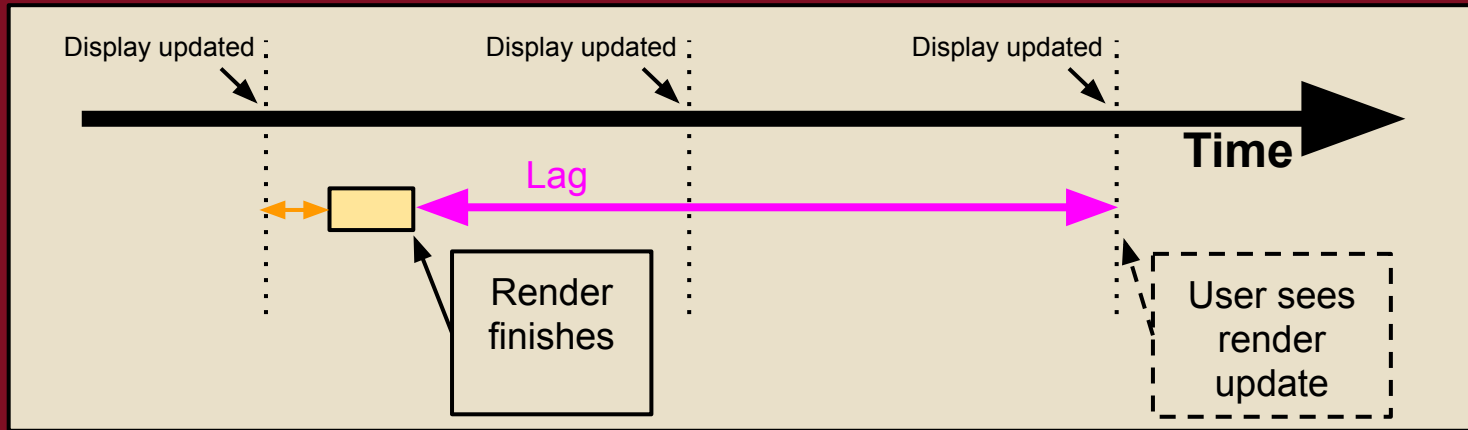 Display updated
Display updated
Display updated
Time
Lag
Render
finishes
User sees
render
update